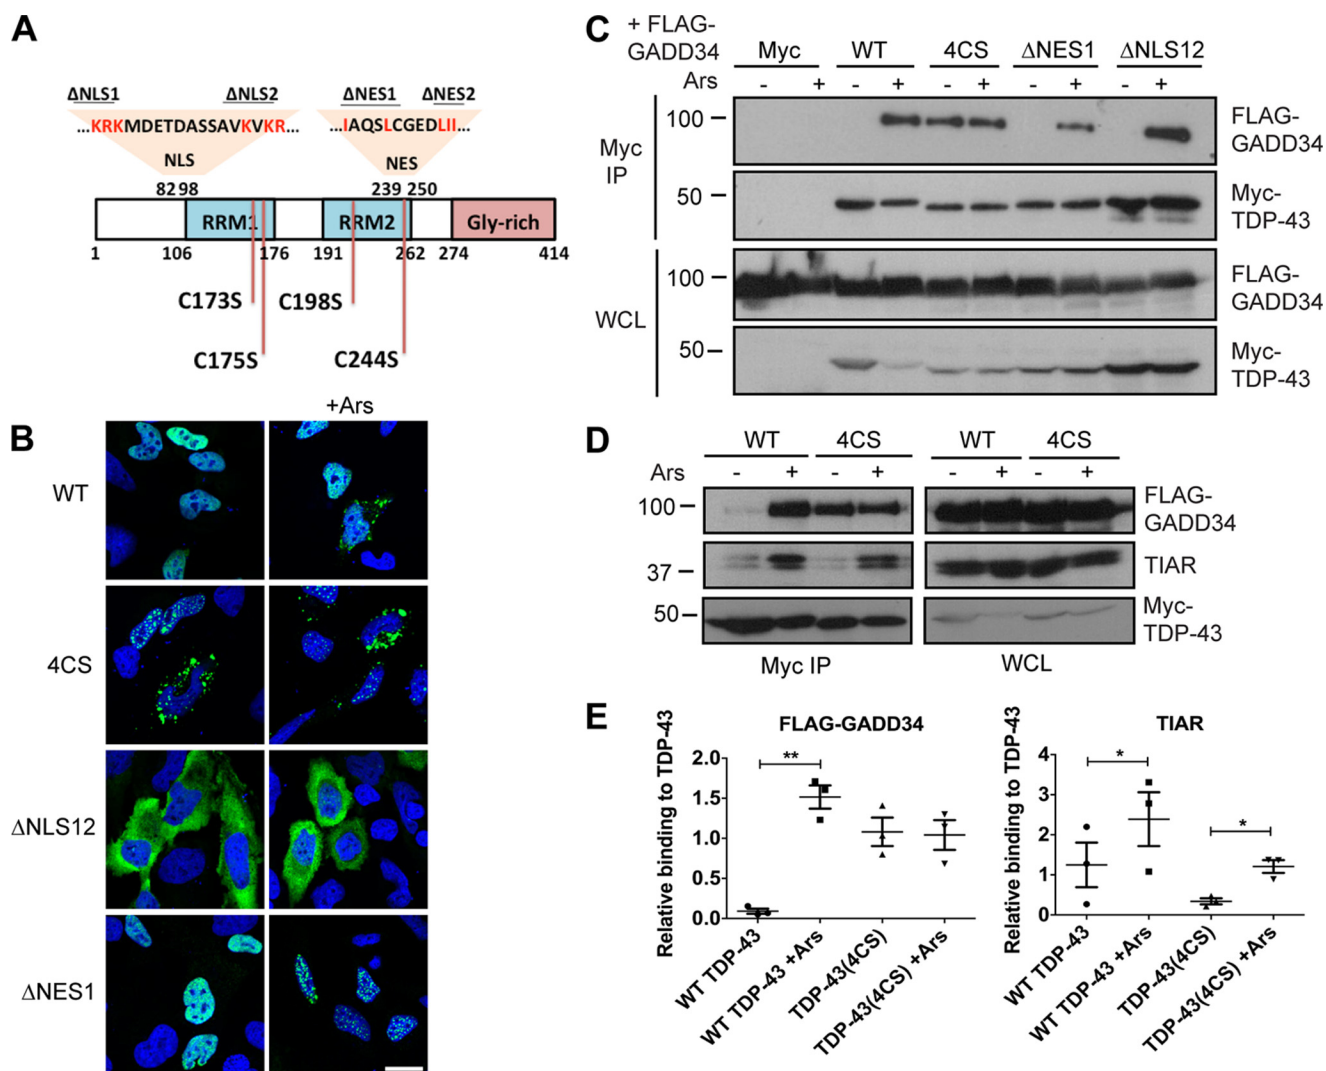 A
ΔNLS1 ΔNLS2 ΔNES1 ΔNES2
...KRKMDETDASSAVKVKR... ...IAQSLCGEDLII...
NLS NES
82 98 239 250
RRM1 RRM2 Gly-rich
1 106 176 191 262 274 414
C173S C198S
C175S C244S
B
+Ars
WT
4CS
ΔNLS12
ΔNES1
C
+ FLAG-
GADD34 Myc WT 4CS ΔNES1 ΔNLS12
Ars - + - + - + - + - +
Myc
IP
100
FLAG-
GADD34
50
Myc-
TDP-43
WCL
100
FLAG-
GADD34
50
Myc-
TDP-43
D
WT 4CS WT 4CS
Ars - + - + - + - +
100
FLAG-
GADD34
37
TIAR
50
Myc-
TDP-43
Myc IP WCL
E
FLAG-GADD34
Relative binding to TDP-43
2.0
1.5
1.0
0.5
0.0
**
WT TDP-43
WT TDP-43 +Ars
TDP-43(4CS)
TDP-43(4CS) +Ars
TIAR
Relative binding to TDP-43
4
3
2
1
0
*
*
WT TDP-43
WT TDP-43 +Ars
TDP-43(4CS)
TDP-43(4CS) +Ars